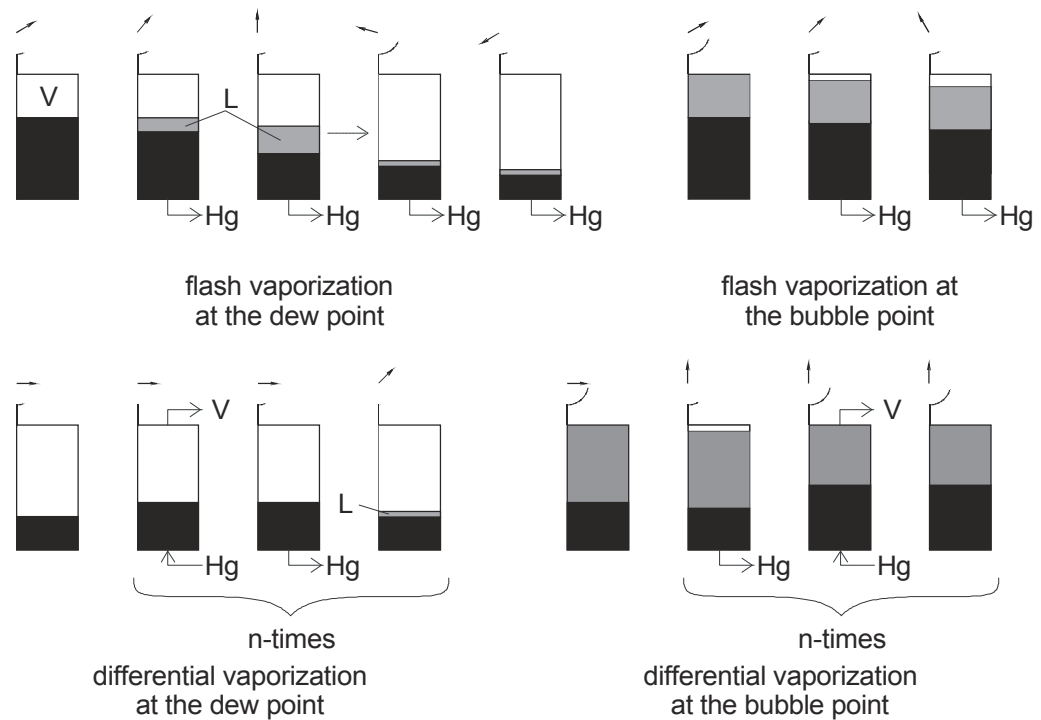 V
L
Hg
Hg
Hg
Hg
flash vaporization
at the dew point
Hg
Hg
flash vaporization at
the bubble point
V
L
Hg
Hg
n-times
differential vaporization
at the dew point
V
Hg
Hg
n-times
differential vaporization
at the bubble point